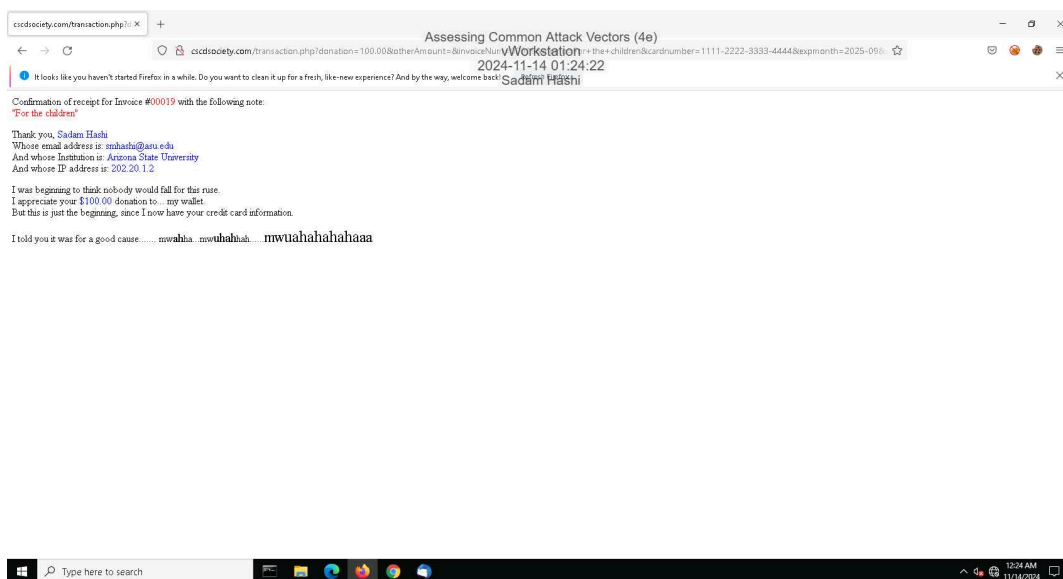 cscdsociety.com/transaction.php?d
Assessing Common Attack Vectors (4e)
cscdsociety.com/transaction.php?donation=100.00&otherAmount=&invoiceNum
+the+children&cardnumber=1111-2222-3333-4444&expmonth=2025-09&
vWorkstation
2024-11-14 01:24:22
Sadam Hashi
It looks like you haven't started Firefox in a while. Do you want to clean it up for a fresh, like-new experience? And by the way, welcome back!
Refresh Firefox...
Confirmation of receipt for Invoice #00019 with the following note:
"For the children"
Thank you, Sadam Hashi
Whose email address is: smhashi@asu.edu
And whose Institution is: Arizona State University
And whose IP address is: 202.20.1.2
I was beginning to think nobody would fall for this ruse.
I appreciate your $100.00 donation to... my wallet.
But this is just the beginning, since I now have your credit card information.
I told you it was for a good cause....... mwahha...mwuhahhah......mwuahahahahaaa
Type here to search
12:24 AM
11/14/2024